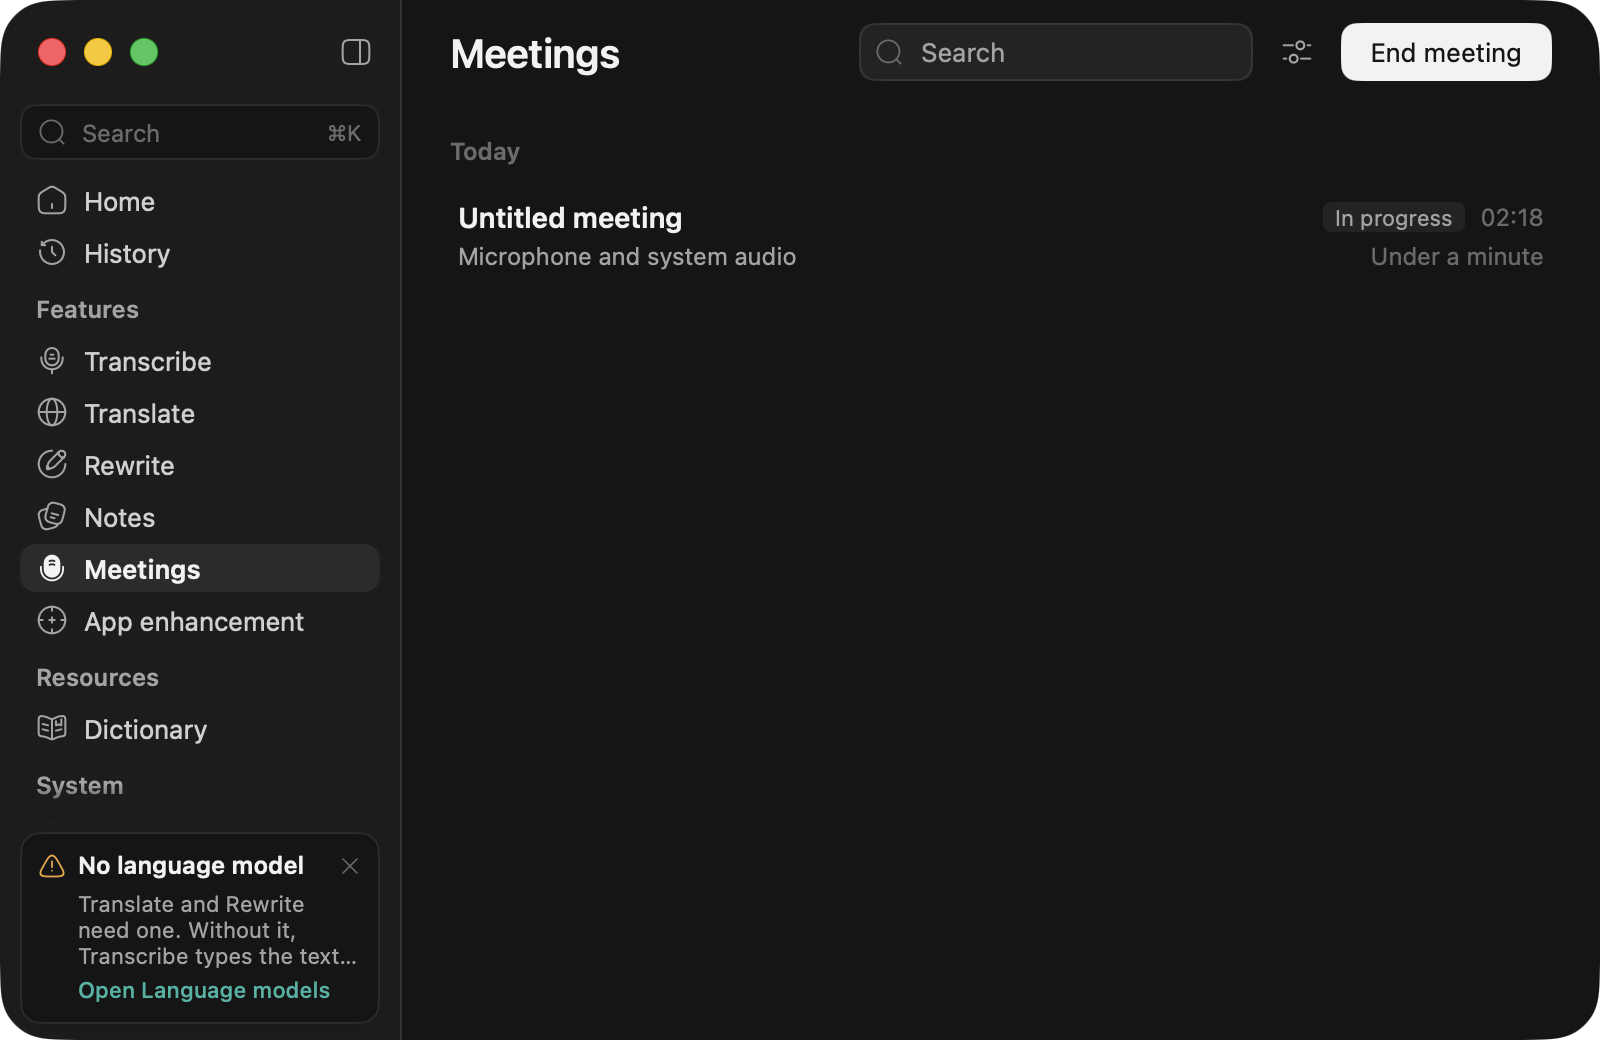 Search ⌘K
Home
History
Features
Transcribe
Translate
Rewrite
Notes
Meetings
App enhancement
Resources
Dictionary
System
No language model
Translate and Rewrite
need one. Without it,
Transcribe types the text...
Open Language models
Meetings
Search
End meeting
Today
Untitled meeting
In progress 02:18
Microphone and system audio
Under a minute